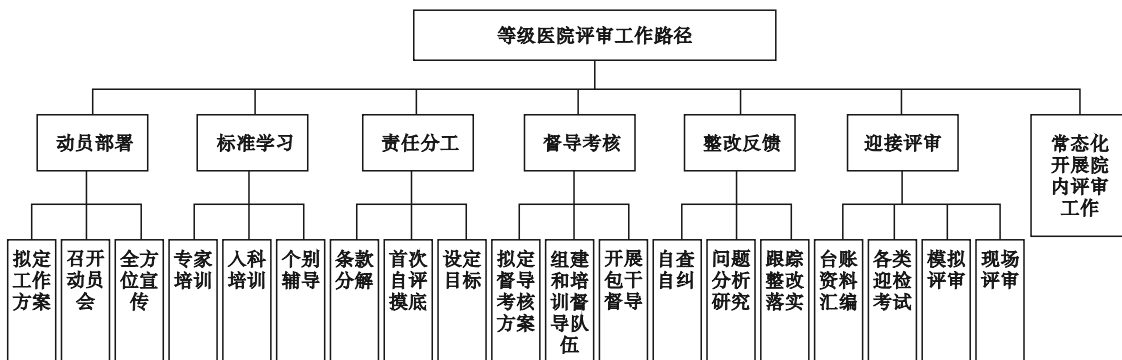 等级医院评审工作路径
动员部署
标准学习
责任分工
督导考核
整改反馈
迎接评审
常态化
开展院
内评审
工作
拟定
工作
方案
召开
动员
会
全方
位宣
传
专家
培训
人科
培训
个别
辅导
条款
分解
首次
自评
摸底
设定
目标
拟定
督导
考核
方案
组建
和培
训督
导队
伍
开展
包干
督导
自查
自纠
问题
分析
研究
跟踪
整改
落实
台账
资料
汇编
各类
迎检
考试
模拟
评审
现场
评审